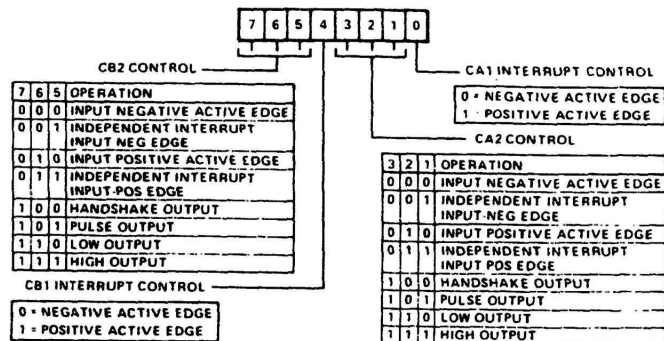 7 6 5 4 3 2 1 0
CB2 CONTROL
7 6 5 OPERATION
0 0 0 INPUT NEGATIVE ACTIVE EDGE
0 0 1 INDEPENDENT INTERRUPT
INPUT NEG EDGE
0 1 0 INPUT POSITIVE ACTIVE EDGE
0 1 1 INDEPENDENT INTERRUPT
INPUT-POS EDGE
1 0 0 HANDSHAKE OUTPUT
1 0 1 PULSE OUTPUT
1 1 0 LOW OUTPUT
1 1 1 HIGH OUTPUT
CB1 INTERRUPT CONTROL
0 = NEGATIVE ACTIVE EDGE
1 = POSITIVE ACTIVE EDGE
CA1 INTERRUPT CONTROL
0 = NEGATIVE ACTIVE EDGE
1 POSITIVE ACTIVE EDGE
CA2 CONTROL
3 2 1 OPERATION
0 0 0 INPUT NEGATIVE ACTIVE EDGE
0 0 1 INDEPENDENT INTERRUPT
INPUT-NEG EDGE
0 1 0 INPUT POSITIVE ACTIVE EDGE
0 1 1 INDEPENDENT INTERRUPT
INPUT POS EDGE
1 0 0 HANDSHAKE OUTPUT
1 0 1 PULSE OUTPUT
1 1 0 LOW OUTPUT
1 1 1 HIGH OUTPUT